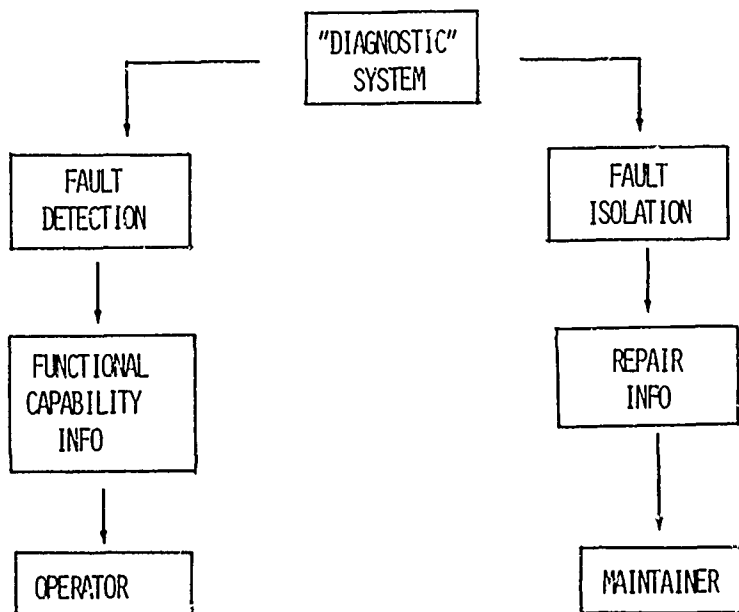 "DIAGNOSTIC"
SYSTEM
FAULT
DETECTION
FAULT
ISOLATION
FUNCTIONAL
CAPABILITY
INFO
REPAIR
INFO
OPERATOR
MAINTAINER